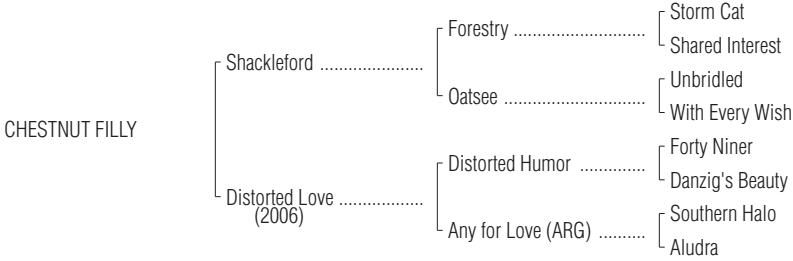 Storm Cat
Forestry ............................
Shared Interest
Shackleford ......................
Unbridled
Oatsee ..............................
With Every Wish
CHESTNUT FILLY
Forty Niner
Distorted Humor ..............
Danzig's Beauty
Distorted Love ..................
(2006)
Southern Halo
Any for Love (ARG) ..........
Aludra